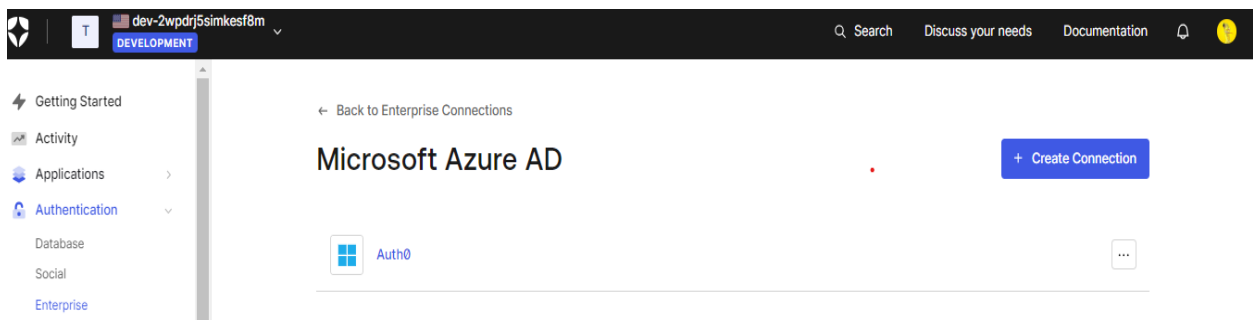 T
dev-2wpdrj5simkesf8m
DEVELOPMENT
Search
Discuss your needs
Documentation
Getting Started
Activity
Applications
Authentication
Database
Social
Enterprise
← Back to Enterprise Connections
Microsoft Azure AD
+ Create Connection
Auth0
...